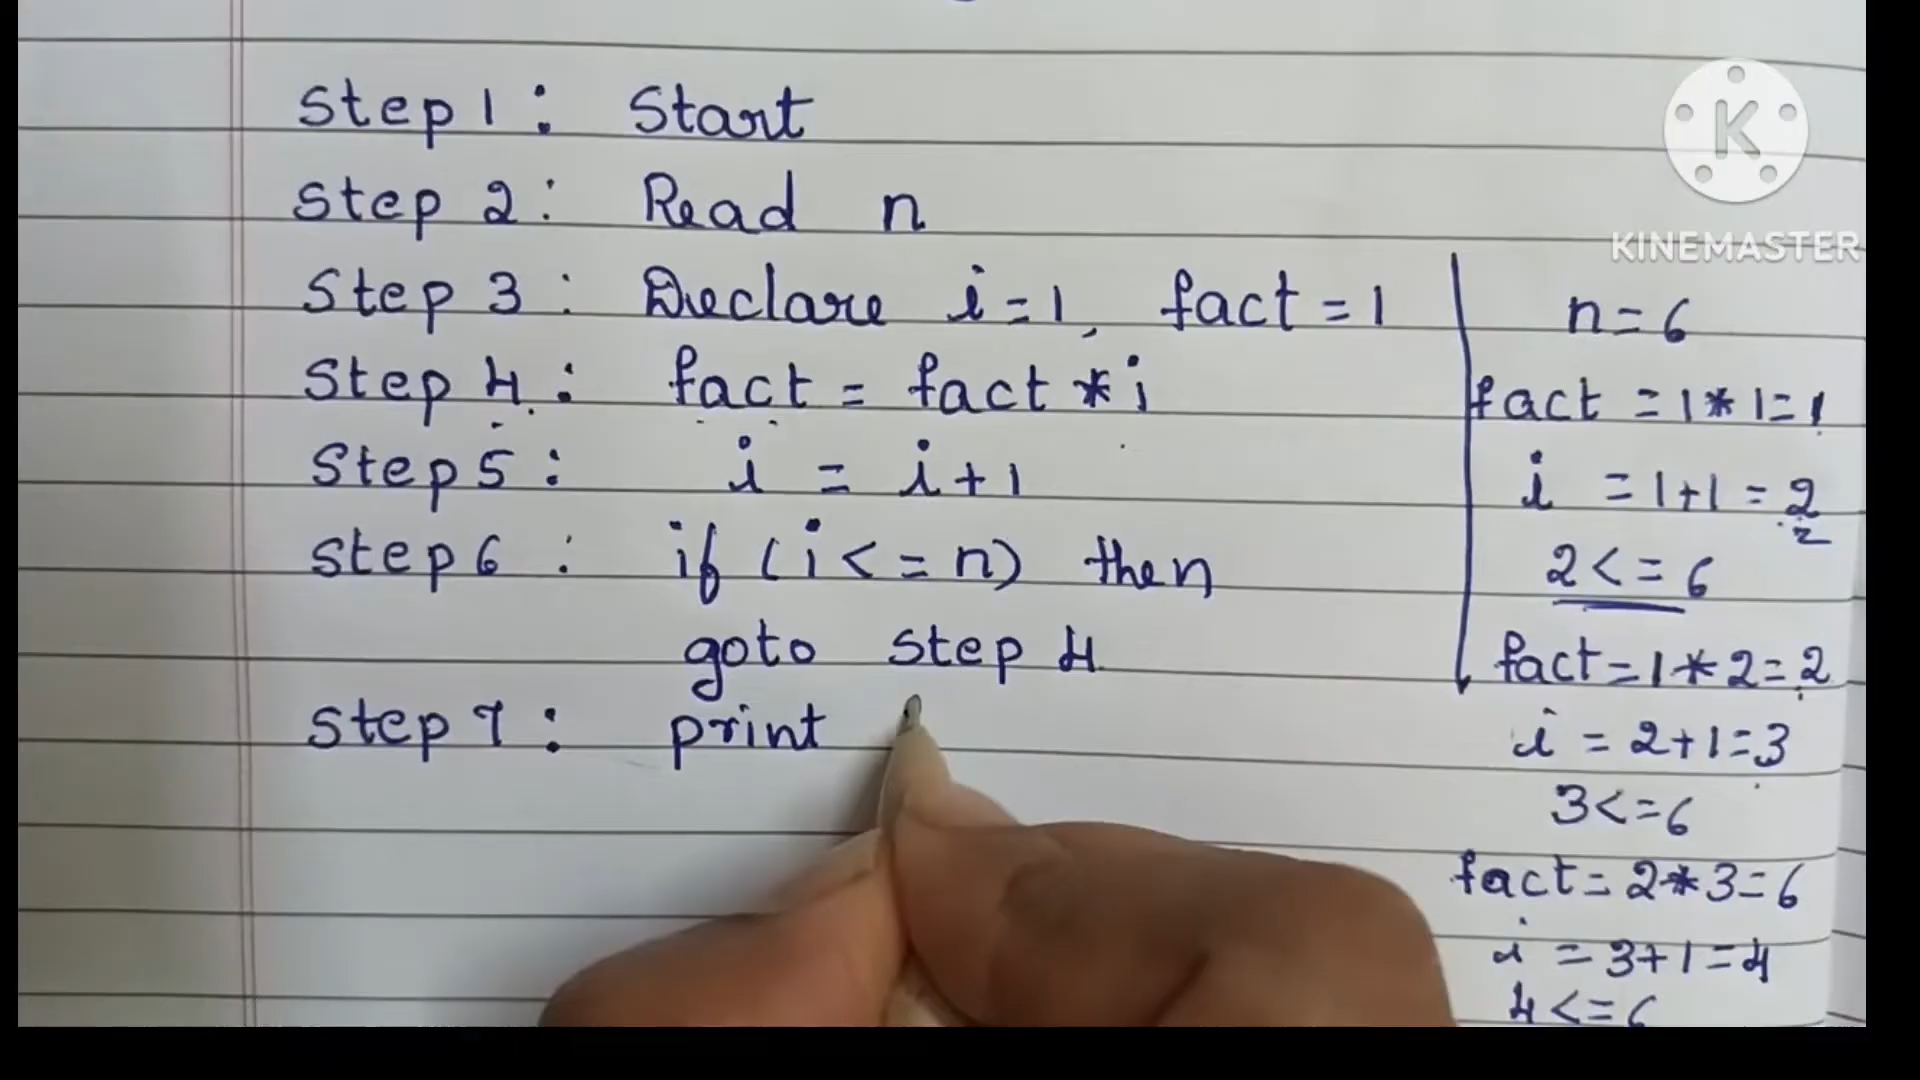 Step 1 : Start
Step 2 : Read n
Step 3 : Declare i = 1, fact = 1
Step 4 : fact = fact * i
Step 5 : i = i + 1
Step 6 : if (i < = n) then
goto step 4
Step 7 : print
n = 6
fact = 1 * 1 = 1
i = 1 + 1 = 2
2 < = 6
fact = 1 * 2 = 2
i = 2 + 1 = 3
3 < = 6
fact = 2 * 3 = 6
i = 3 + 1 = 4
4 < = 6
K
KINEMASTER